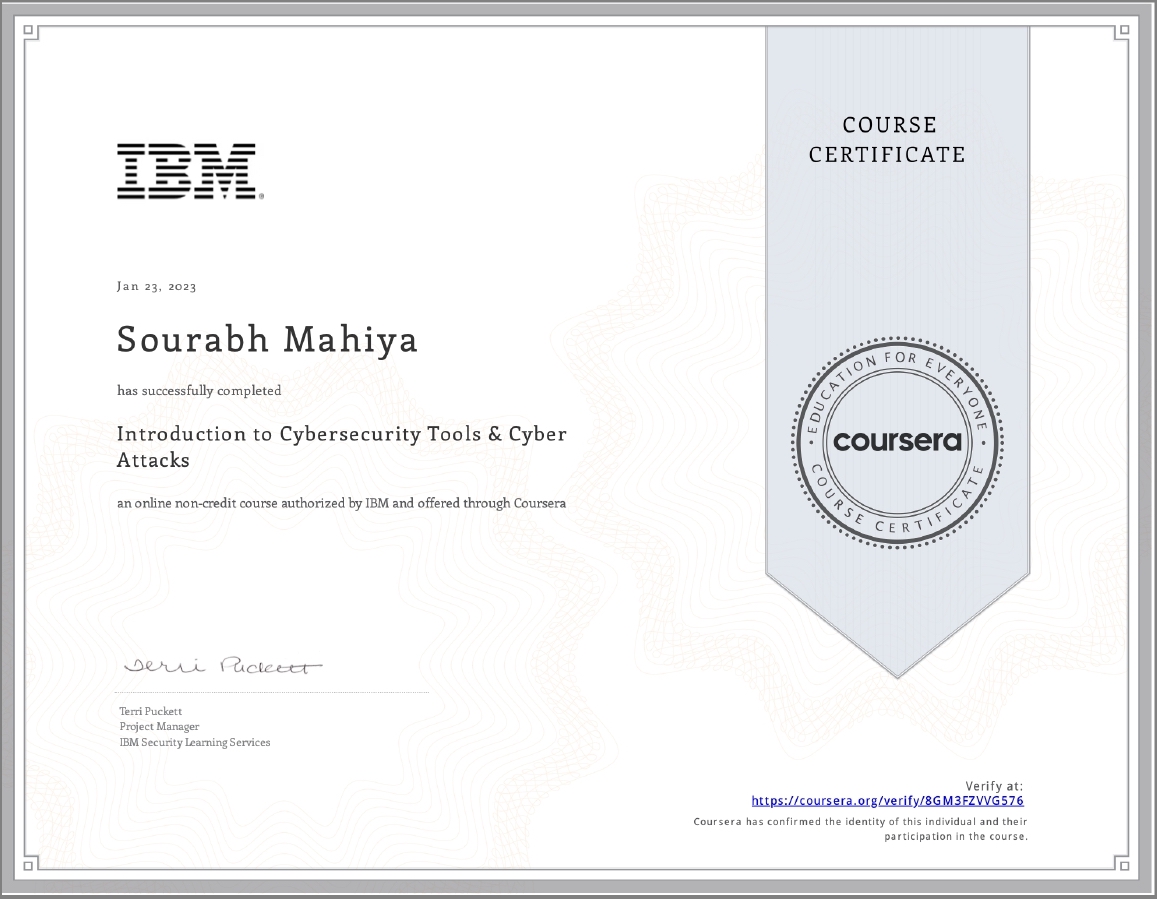 COURSE
CERTIFICATE
IBM®
Jan 23, 2023
Sourabh Mahiya
has successfully completed
Introduction to Cybersecurity Tools & Cyber
Attacks
an online non-credit course authorized by IBM and offered through Coursera
EDUCATION FOR EVERYONE
coursera
COURSE CERTIFICATE
Terri Puckett
Terri Puckett
Project Manager
IBM Security Learning Services
Verify at:
https://coursera.org/verify/8GM3FZVVG576
Coursera has confirmed the identity of this individual and their
participation in the course.